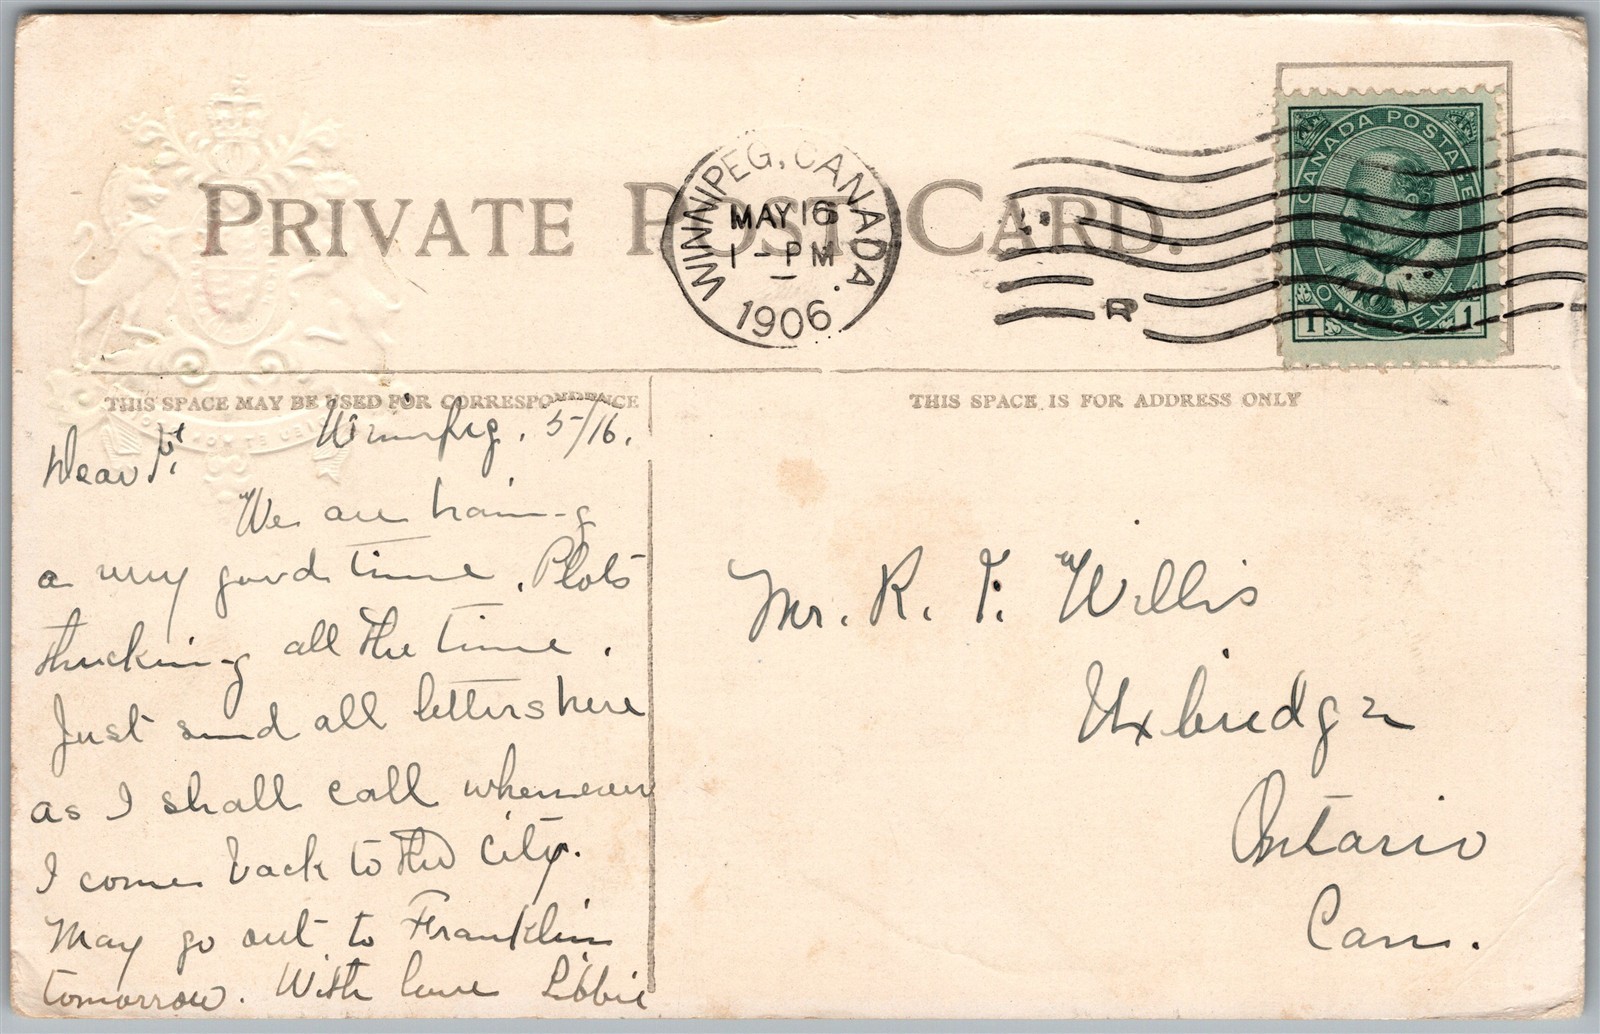 PRIVATE POST CARD.
WINNIPEG, CANADA.
MAY 16
1 - PM
1906
R
CANADA POSTAGE
1 ONE CENT 1
THIS SPACE MAY BE USED FOR CORRESPONDENCE
THIS SPACE IS FOR ADDRESS ONLY
Winnipeg. 5/16.
Dear
We are having
a very good time.
all the time.
Just send all letters here
as I shall call whenever
I come back to the city.
May go out to Franklin
tomorrow. With love Libbie
Mr. R. T. Willis
Uxbridge
Ontario
Can.